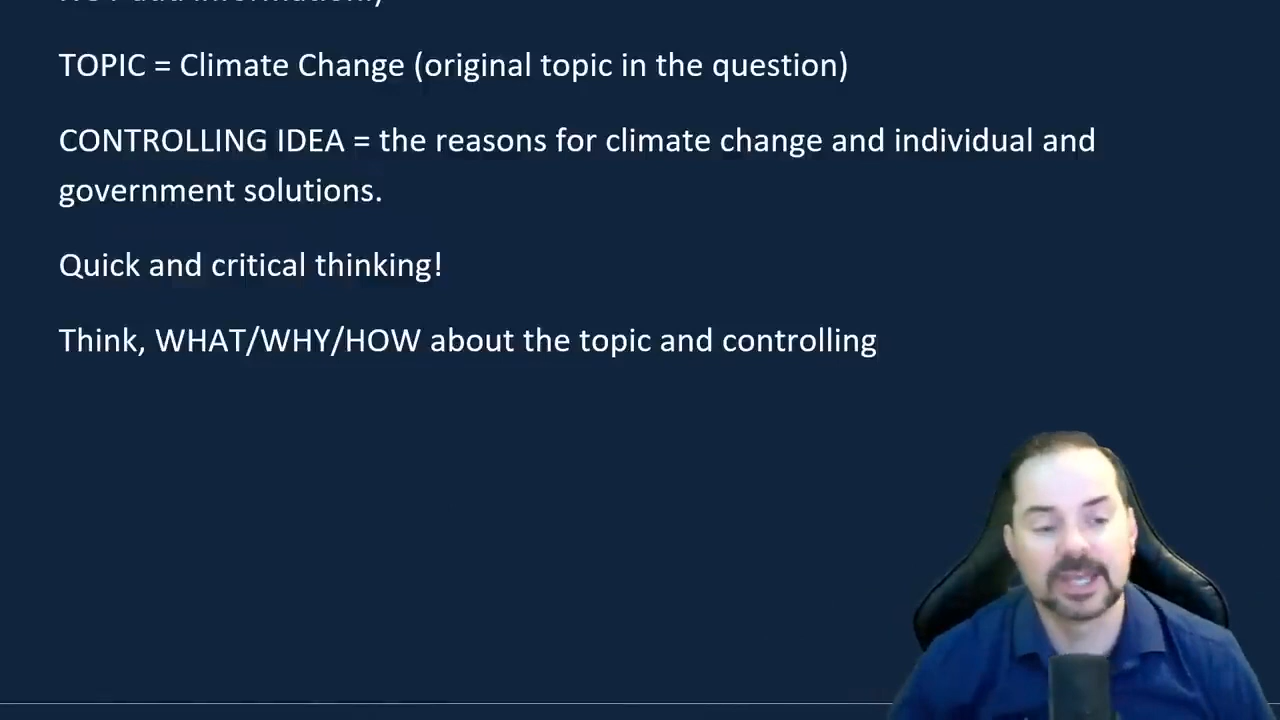 TOPIC = Climate Change (original topic in the question)
CONTROLLING IDEA = the reasons for climate change and individual and
government solutions.
Quick and critical thinking!
Think, WHAT/WHY/HOW about the topic and controlling